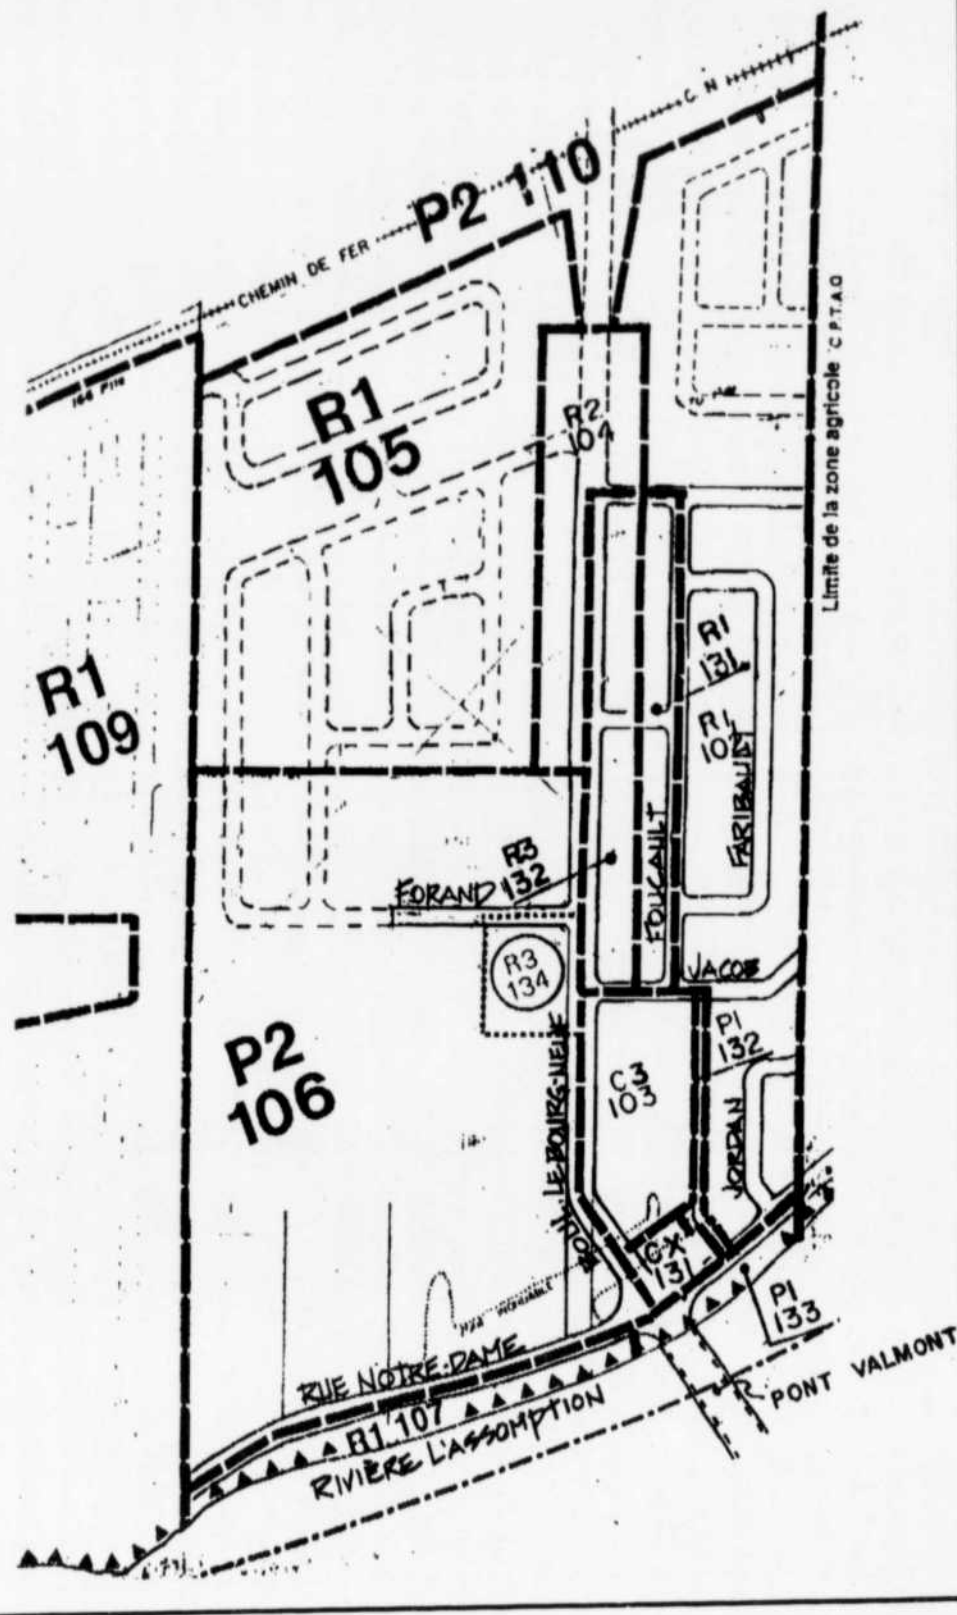 C N
P2 110
CHEMIN DE FER
R1
105
R2
104
Limite de la zone agricole C.P.T.A.Q
R1
131
R1
102
FARIBAULT
R1
109
R3
132
FORAND
FOUCAULT
R3
134
JACOB
P2
106
P1
132
C3
103
LE BOURG-NEUF
BOUL.
JORDAN
CX
131
INONDABLE
P1
133
RUE NOTRE-DAME
PONT VALMONT
R1 107
RIVIÈRE L'ASSOMPTION